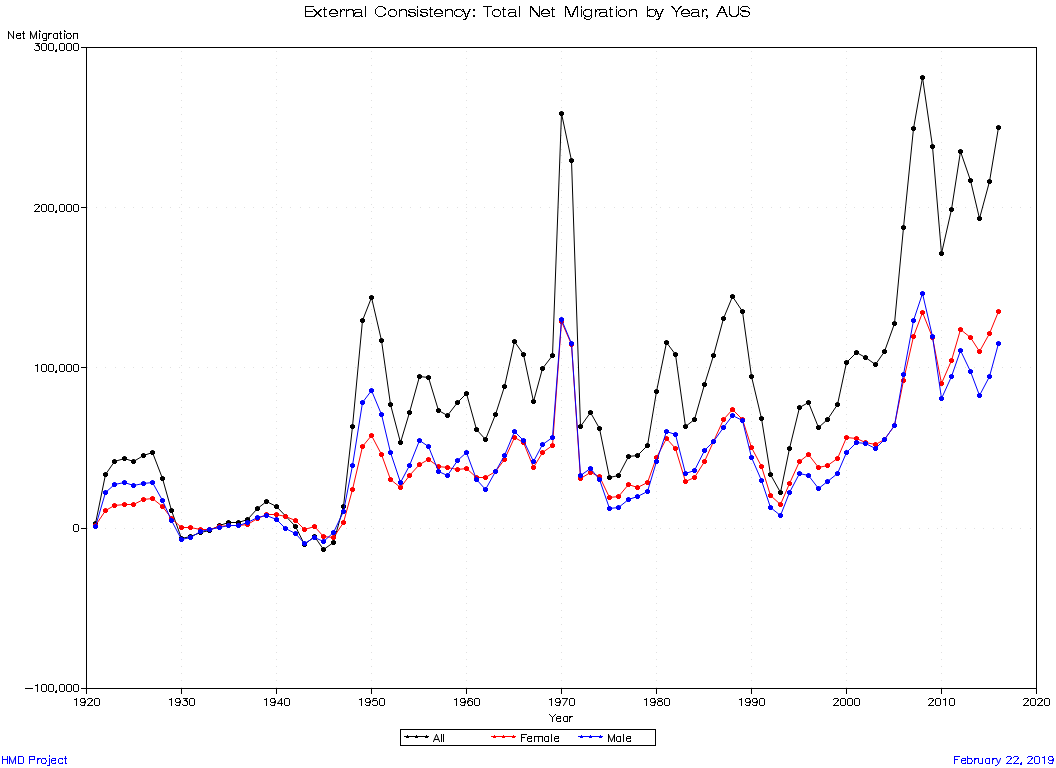 External Consistency: Total Net Migration by Year, AUS
Net Migration
300,000
200,000
100,000
0
−100,000
1920 1930 1940 1950 1960 1970 1980 1990 2000 2010 2020
Year
All Female Male
HMD Project February 22, 2019